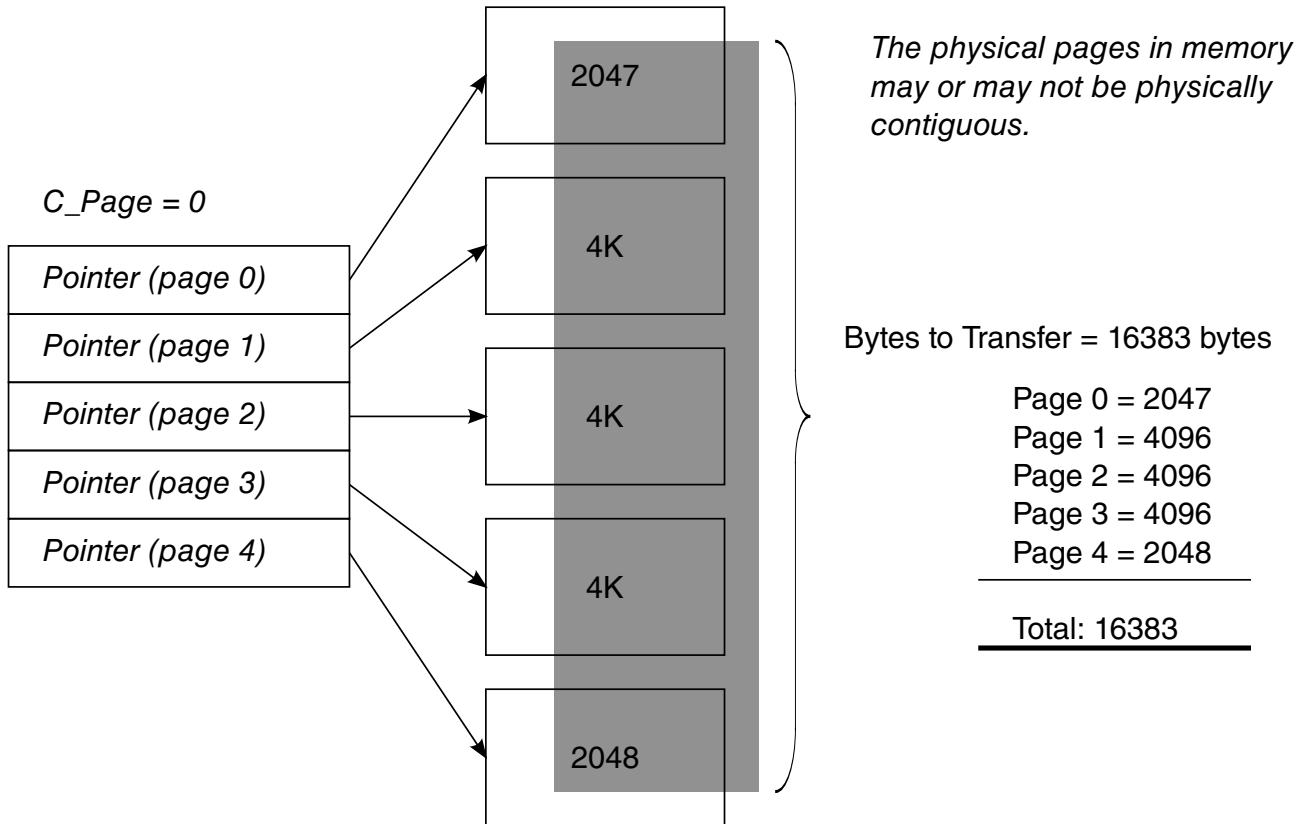 C_Page = 0
Pointer (page 0)
Pointer (page 1)
Pointer (page 2)
Pointer (page 3)
Pointer (page 4)
2047
4K
4K
4K
2048
The physical pages in memory
may or may not be physically
contiguous.
Bytes to Transfer = 16383 bytes
Page 0 = 2047
Page 1 = 4096
Page 2 = 4096
Page 3 = 4096
Page 4 = 2048
Total: 16383